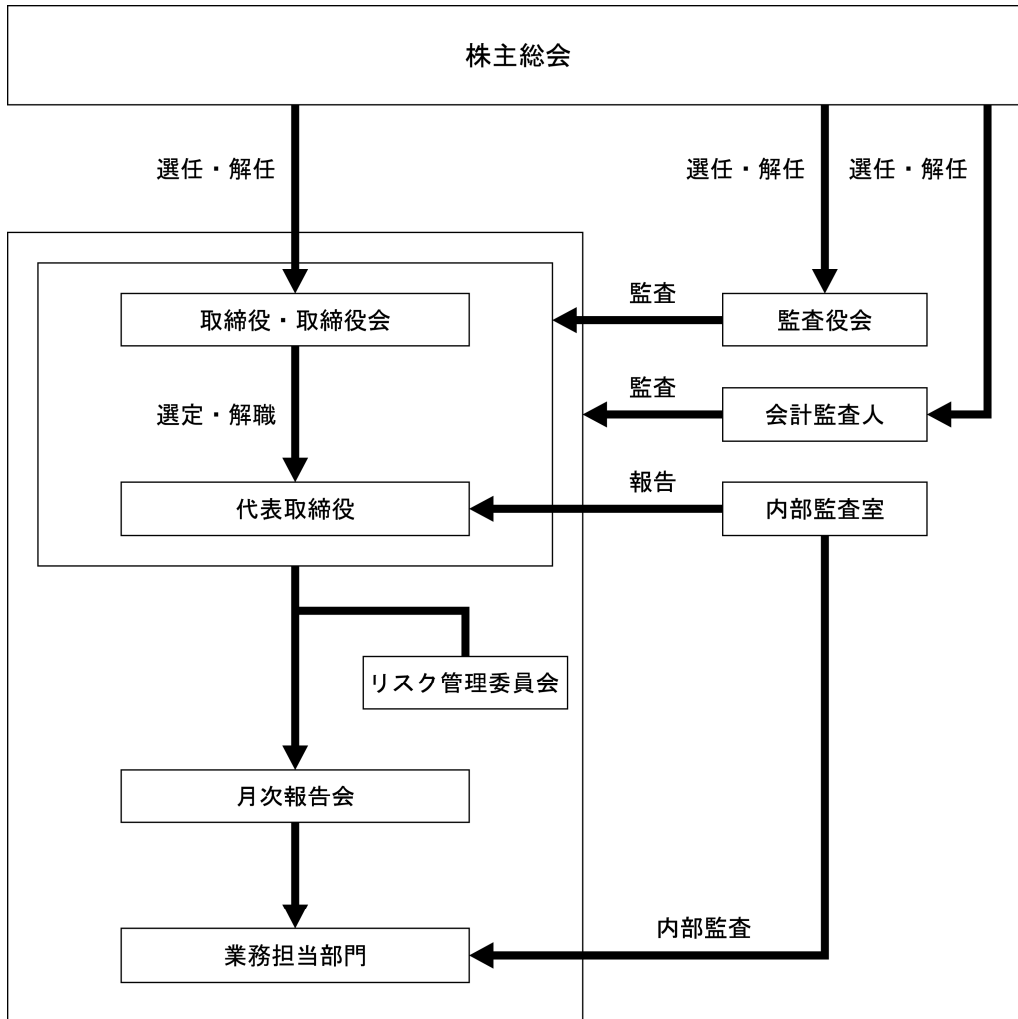 株主総会
選任・解任
選任・解任
選任・解任
取締役・取締役会
監査
監査役会
選定・解職
監査
会計監査人
代表取締役
報告
内部監査室
リスク管理委員会
月次報告会
業務担当部門
内部監査